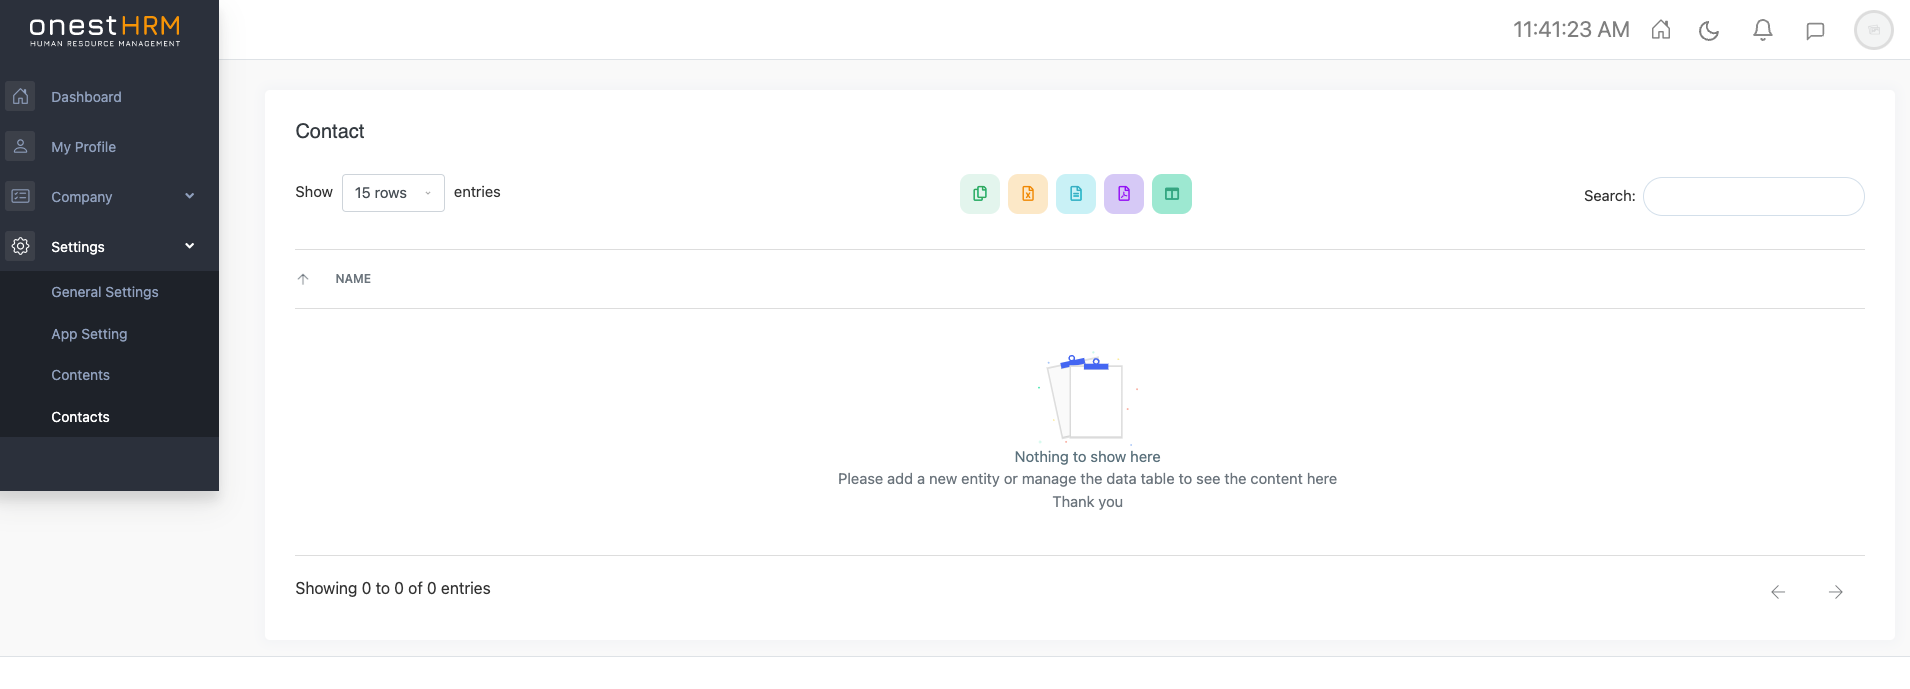 onestHRM
HUMAN RESOURCE MANAGEMENT
11:41:23 AM
Dashboard
My Profile
Company
Settings
General Settings
App Setting
Contents
Contacts
Contact
Show 15 rows entries
Search:
NAME
Nothing to show here
Please add a new entity or manage the data table to see the content here
Thank you
Showing 0 to 0 of 0 entries